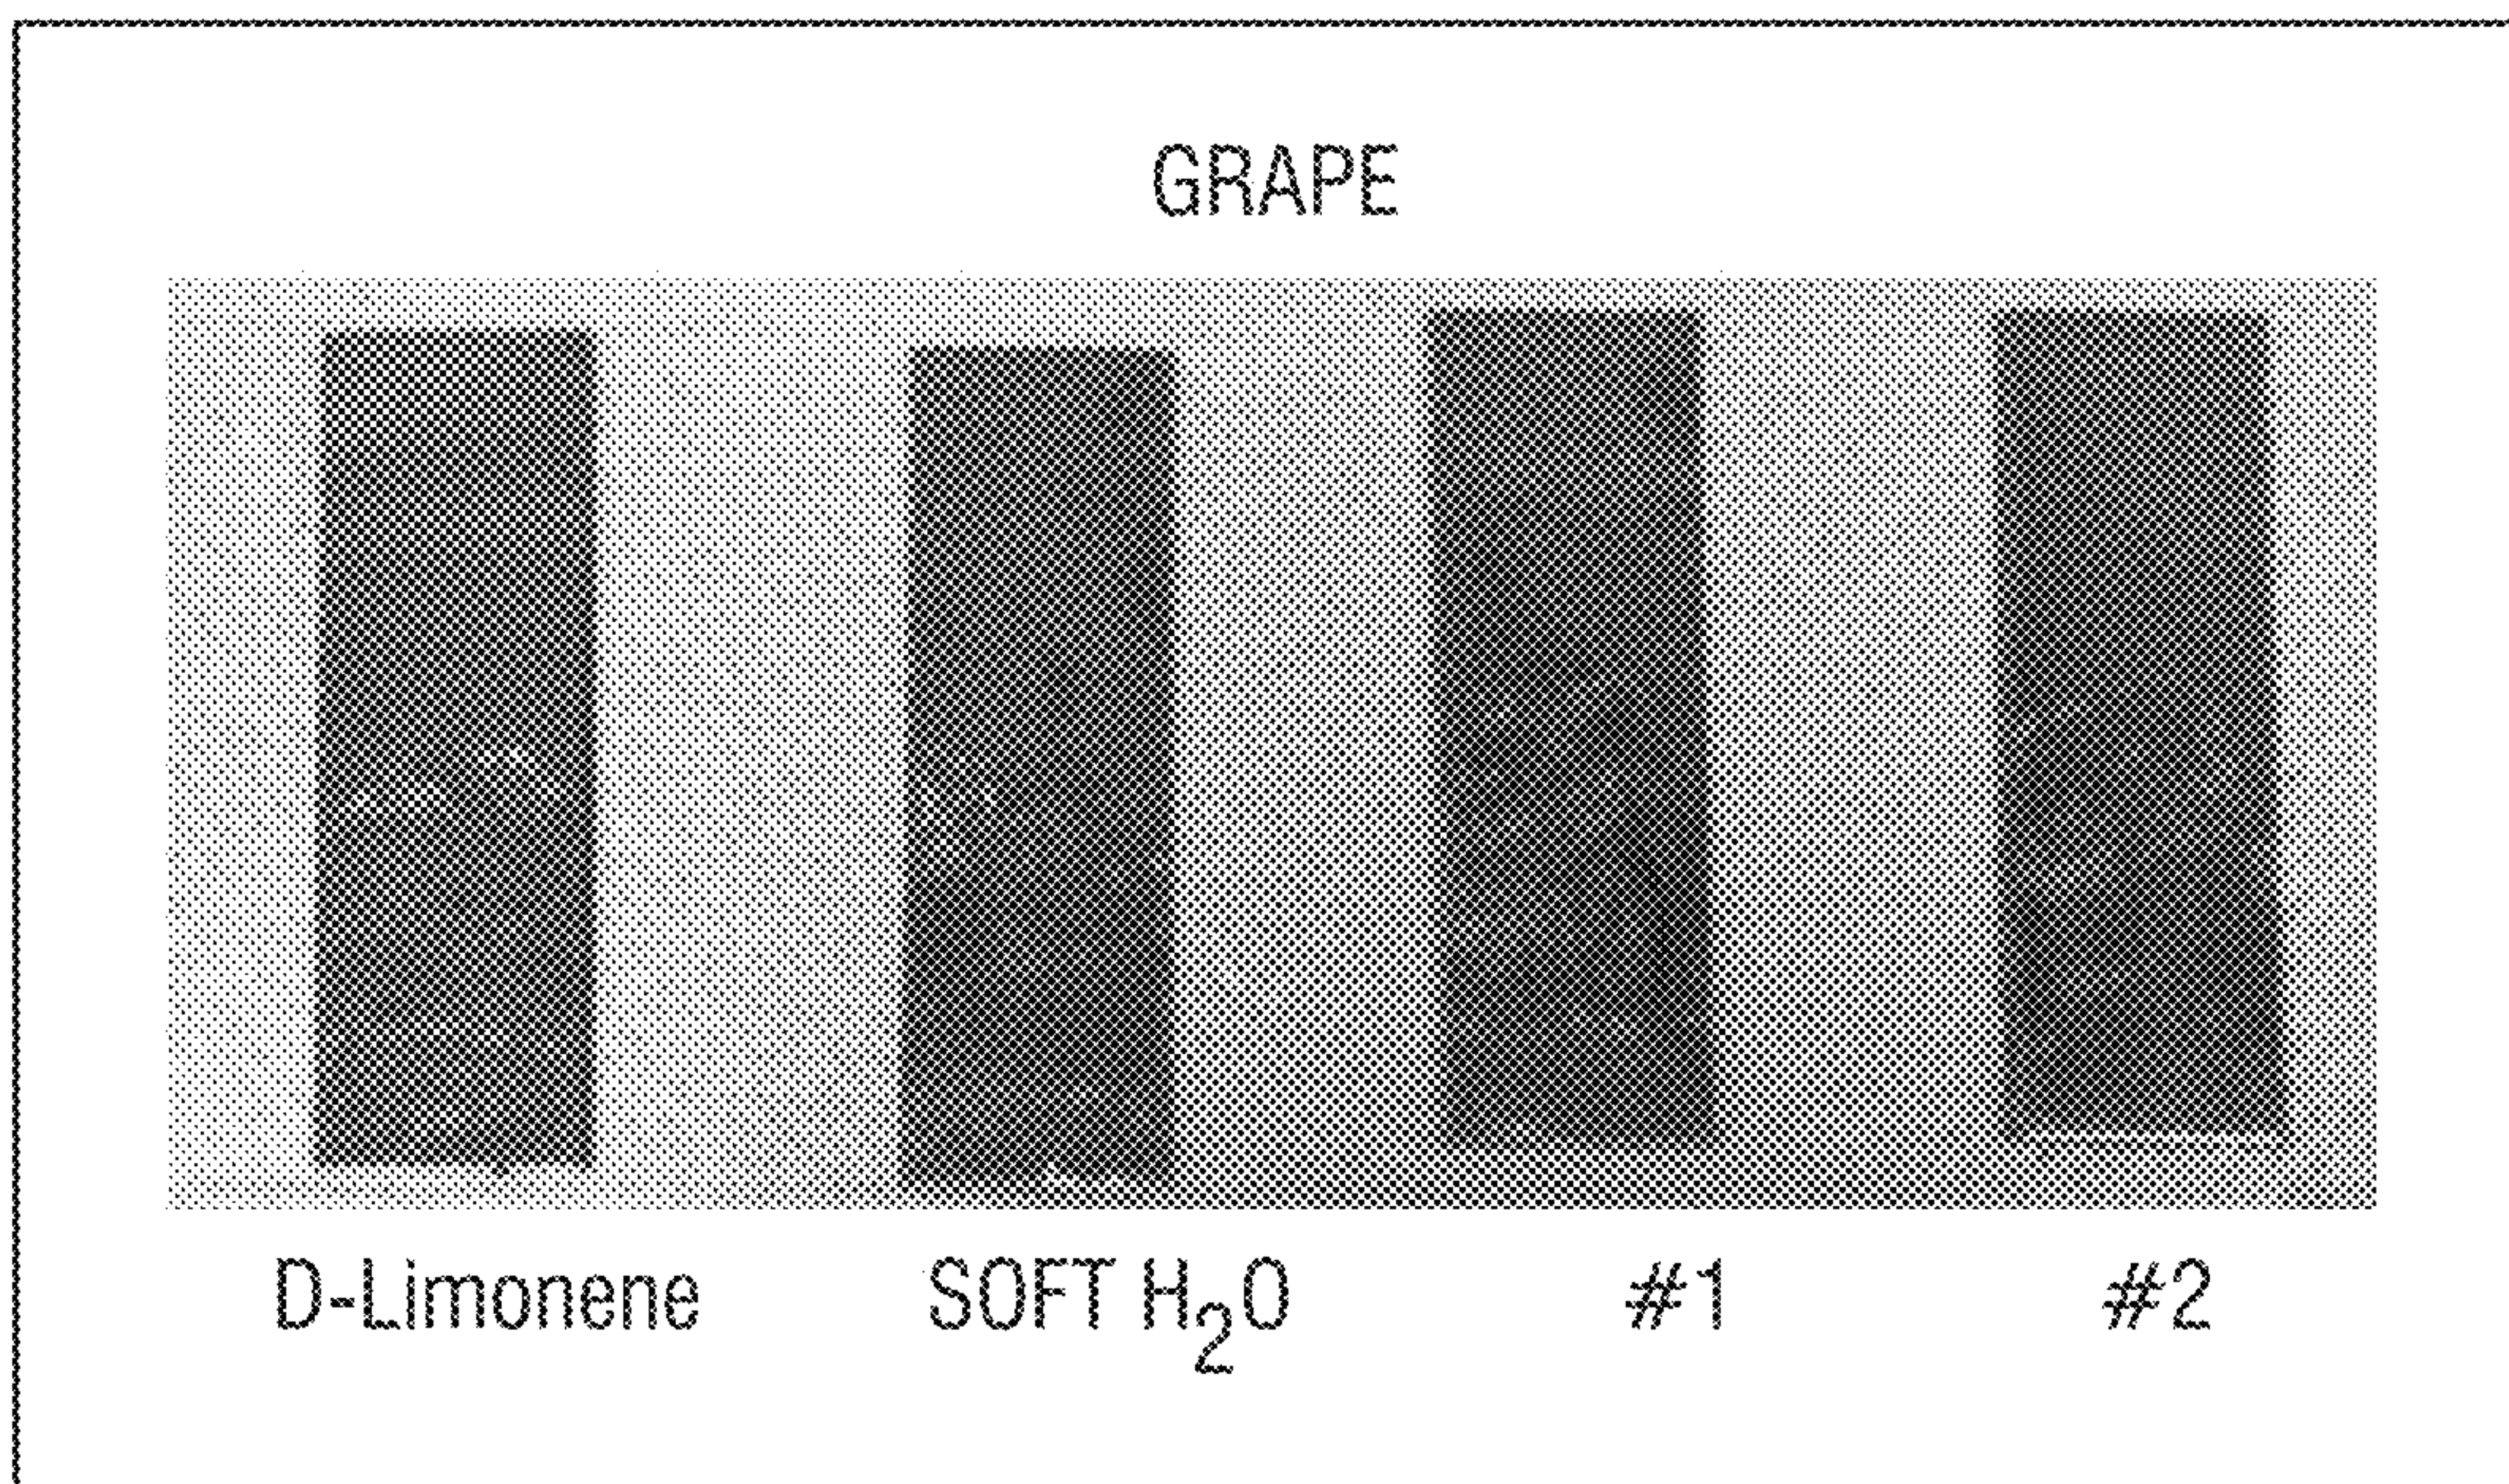 GRAPE
D-Limonene SOFT H₂O #1 #2